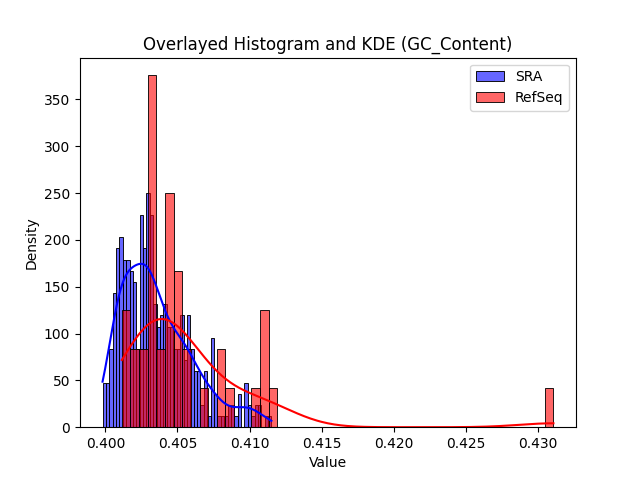 Overlayed Histogram and KDE (GC_Content)
SRA
RefSeq
Density
350
300
250
200
150
100
50
0
0.400 0.405 0.410 0.415 0.420 0.425 0.430
Value